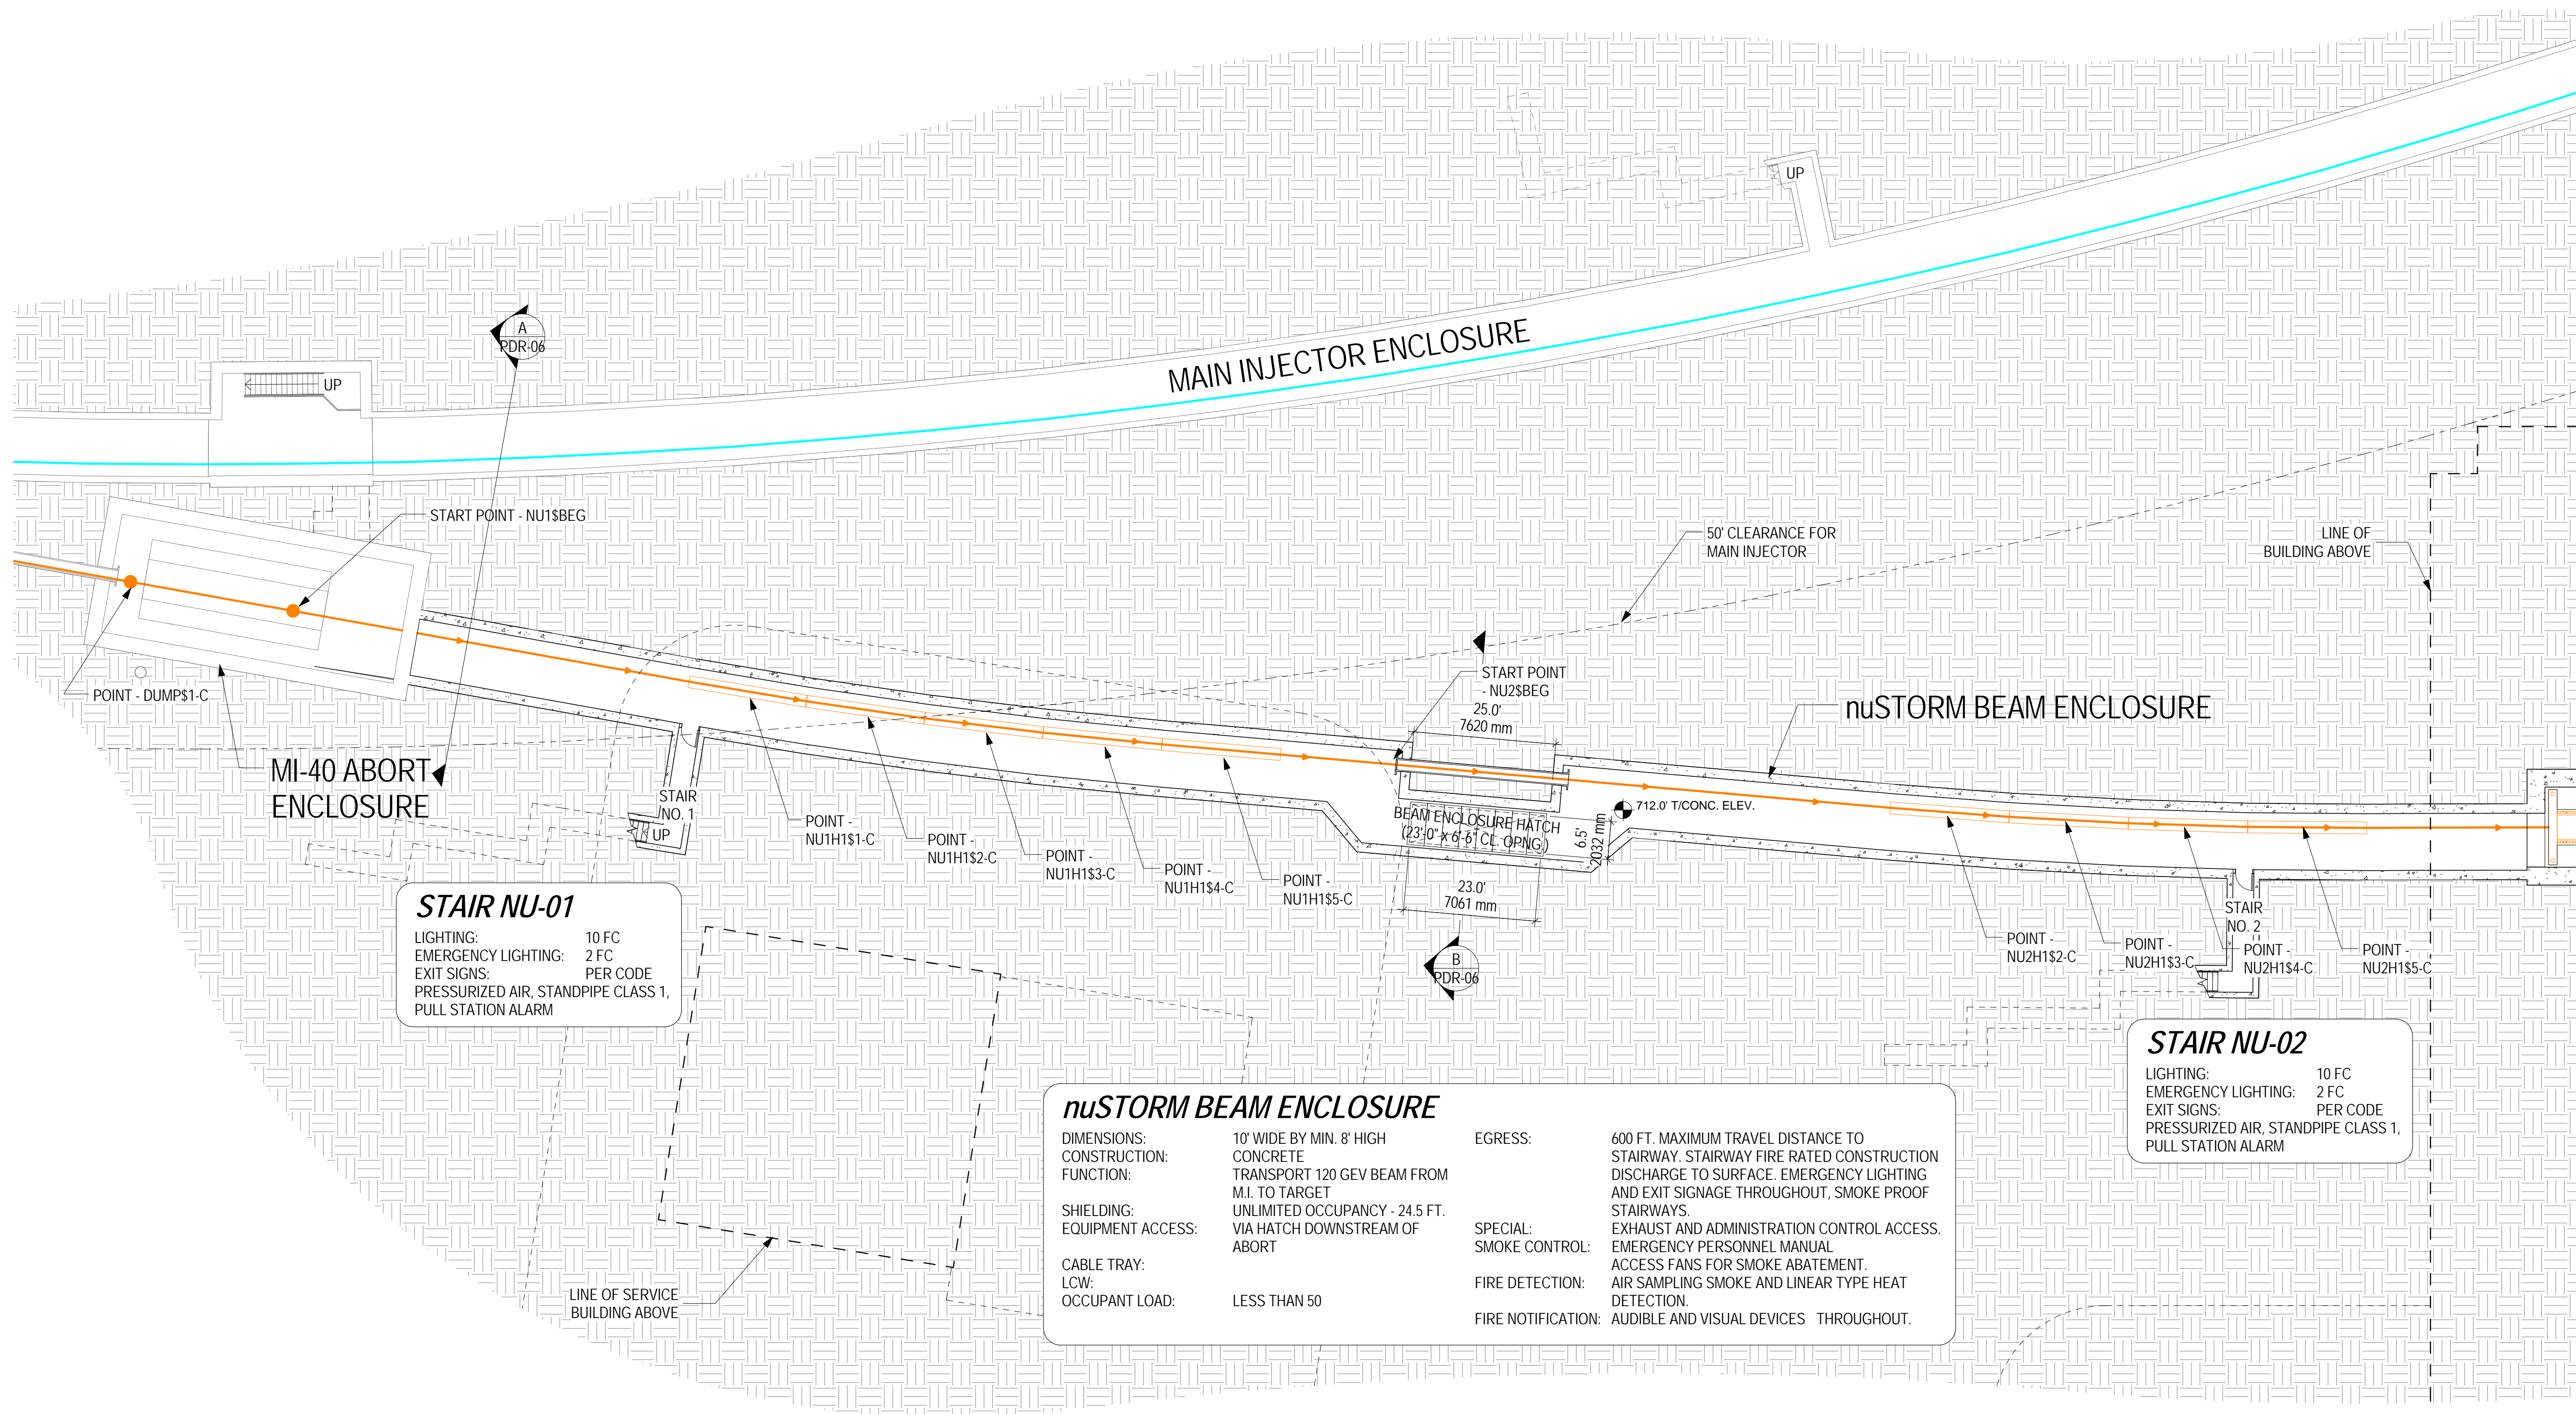 UP
A
PDR-06
UP
MAIN INJECTOR ENCLOSURE
START POINT - NU1$BEG
50' CLEARANCE FOR
MAIN INJECTOR
LINE OF
BUILDING ABOVE
POINT - DUMP$1-C
MI-40 ABORT
ENCLOSURE
START POINT
- NU2$BEG
25.0'
7620 mm
nuSTORM BEAM ENCLOSURE
STAIR
NO. 1
UP
POINT -
NU1H1$1-C
POINT -
NU1H1$2-C
POINT -
NU1H1$3-C
POINT -
NU1H1$4-C
POINT -
NU1H1$5-C
712.0' T/CONC. ELEV.
BEAM ENCLOSURE HATCH
(23'-0" x 6'-6" CL. OPNG.)
6.5'
2032 mm
23.0'
7061 mm
B
PDR-06
STAIR
NO. 2
POINT -
NU2H1$2-C
POINT -
NU2H1$3-C
POINT -
NU2H1$4-C
POINT -
NU2H1$5-C
STAIR NU-01
LIGHTING: 10 FC
EMERGENCY LIGHTING: 2 FC
EXIT SIGNS: PER CODE
PRESSURIZED AIR, STANDPIPE CLASS 1,
PULL STATION ALARM
STAIR NU-02
LIGHTING: 10 FC
EMERGENCY LIGHTING: 2 FC
EXIT SIGNS: PER CODE
PRESSURIZED AIR, STANDPIPE CLASS 1,
PULL STATION ALARM
LINE OF SERVICE
BUILDING ABOVE
nuSTORM BEAM ENCLOSURE
DIMENSIONS: 10' WIDE BY MIN. 8' HIGH
CONSTRUCTION: CONCRETE
FUNCTION: TRANSPORT 120 GEV BEAM FROM
M.I. TO TARGET
SHIELDING: UNLIMITED OCCUPANCY - 24.5 FT.
EQUIPMENT ACCESS: VIA HATCH DOWNSTREAM OF
ABORT
CABLE TRAY:
LCW:
OCCUPANT LOAD: LESS THAN 50
EGRESS: 600 FT. MAXIMUM TRAVEL DISTANCE TO
STAIRWAY. STAIRWAY FIRE RATED CONSTRUCTION
DISCHARGE TO SURFACE. EMERGENCY LIGHTING
AND EXIT SIGNAGE THROUGHOUT, SMOKE PROOF
STAIRWAYS.
SPECIAL: EXHAUST AND ADMINISTRATION CONTROL ACCESS.
SMOKE CONTROL: EMERGENCY PERSONNEL MANUAL
ACCESS FANS FOR SMOKE ABATEMENT.
FIRE DETECTION: AIR SAMPLING SMOKE AND LINEAR TYPE HEAT
DETECTION.
FIRE NOTIFICATION: AUDIBLE AND VISUAL DEVICES THROUGHOUT.